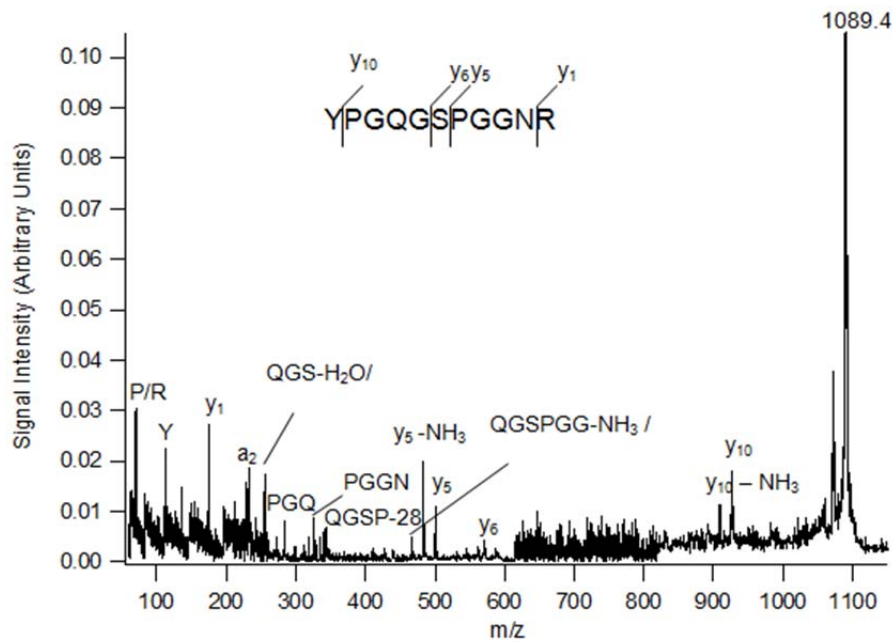 1089.4
y10
y6 y5
y1
YPGQGSPGGNR
0.10
0.09
0.08
0.07
0.06
0.05
0.04
0.03
0.02
0.01
0.00
Signal Intensity (Arbitrary Units)
P/R
Y
y1
a2
QGS-H2O/
PGQ
PGGN
QGSP-28
y5 -NH3
y5
QGSPGG-NH3 /
y6
y10
y10 – NH3
100 200 300 400 500 600 700 800 900 1000 1100
m/z